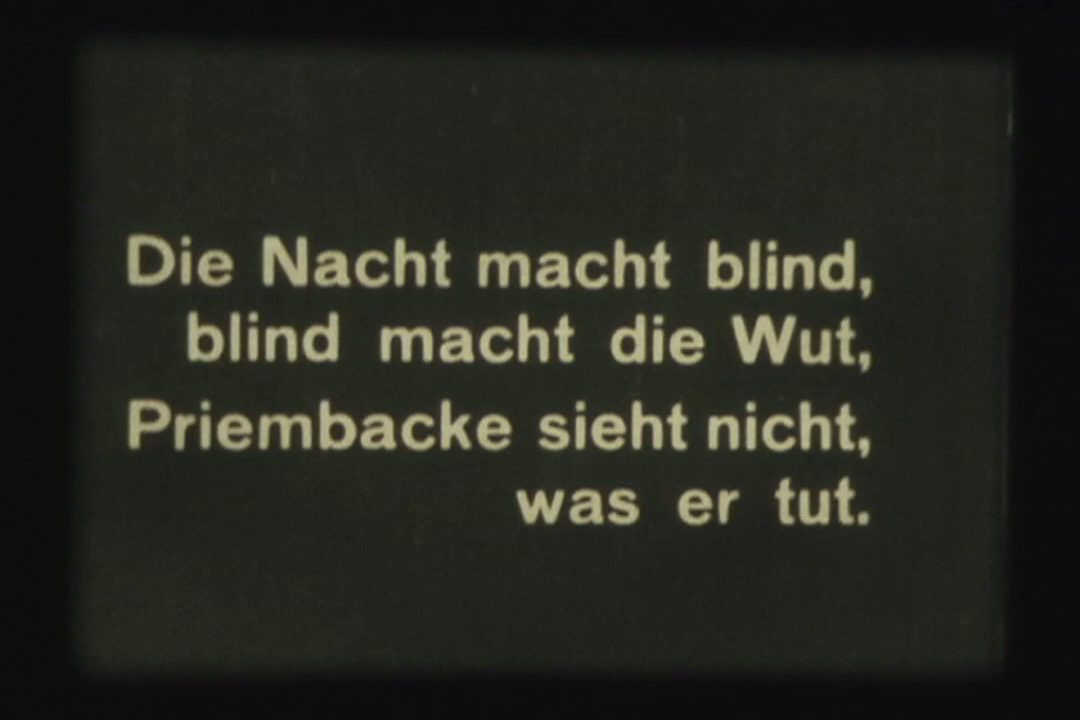 Die Nacht macht blind,
blind macht die Wut,
Priembacke sieht nicht,
was er tut.